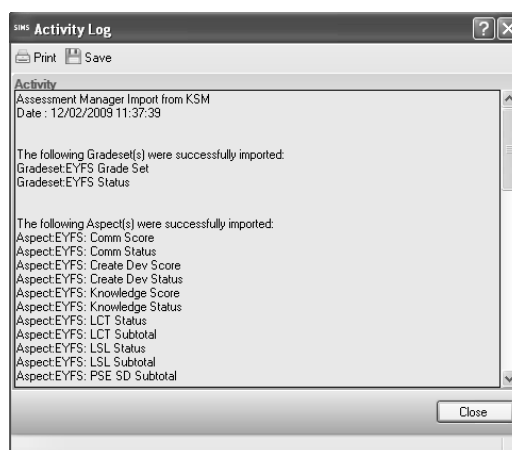 SIMS Activity Log
Print Save
Activity
Assessment Manager Import from KSM
Date : 12/02/2009 11:37:39
The following Gradeset(s) were successfully imported:
Gradeset:EYFS Grade Set
Gradeset:EYFS Status
The following Aspect(s) were successfully imported:
Aspect:EYFS: Comm Score
Aspect:EYFS: Comm Status
Aspect:EYFS: Create Dev Score
Aspect:EYFS: Create Dev Status
Aspect:EYFS: Knowledge Score
Aspect:EYFS: Knowledge Status
Aspect:EYFS: LCT Status
Aspect:EYFS: LCT Subtotal
Aspect:EYFS: LSL Status
Aspect:EYFS: LSL Subtotal
Aspect:EYFS: PSE SD Subtotal
Close